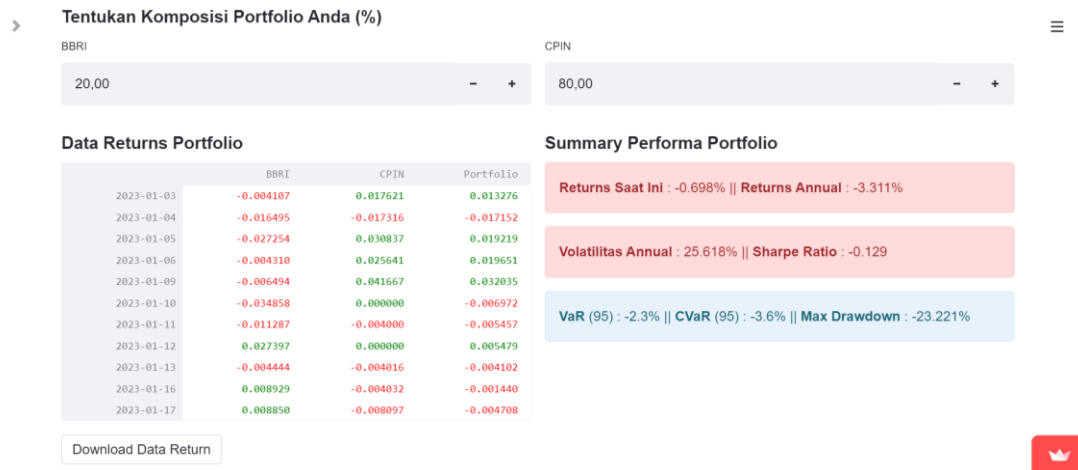 Tentukan Komposisi Portfolio Anda (%)
BBRI CPIN
20,00 - + 80,00 - +
Data Returns Portfolio Summary Performa Portfolio
BBRI CPIN Portfolio
2023-01-03 -0.004107 0.017621 0.013276
2023-01-04 -0.016495 -0.017316 -0.017152
2023-01-05 -0.027254 0.030837 0.019219
2023-01-06 -0.004310 0.025641 0.019651
2023-01-09 -0.006494 0.041667 0.032035
2023-01-10 -0.034858 0.000000 -0.006972
2023-01-11 -0.011287 -0.004000 -0.005457
2023-01-12 0.027397 0.000000 0.005479
2023-01-13 -0.004444 -0.004016 -0.004102
2023-01-16 0.008929 -0.004032 -0.001440
2023-01-17 0.008850 -0.008097 -0.004708
Returns Saat Ini : -0.698% || Returns Annual : -3.311%
Volatilitas Annual : 25.618% || Sharpe Ratio : -0.129
VaR (95) : -2.3% || CVaR (95) : -3.6% || Max Drawdown : -23.221%
Download Data Return